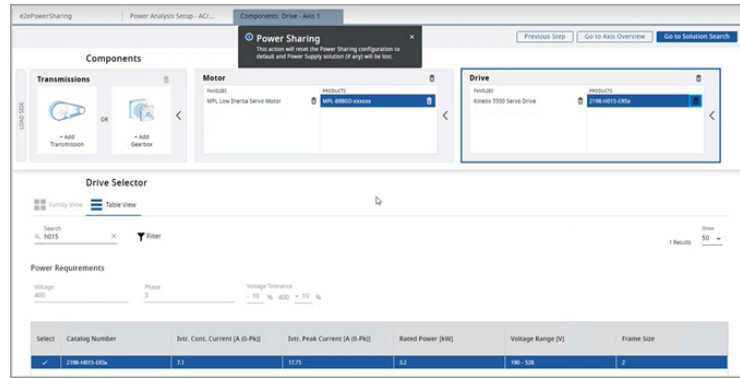 e2ePowerSharing
Power Analysis Setup - AC/...
Components: Drive - Axis 1
Power Sharing
×
This action will reset the Power Sharing configuration to
default and Power Supply solution (if any) will be lost.
Previous Step
Go to Axis Overview
Go to Solution Search
Components
LOAD SIDE
Transmissions
OR
+ Add
Transmission
+ Add
Gearbox
Motor
FAMILIES
PRODUCTS
MPL Low Inertia Servo Motor
MPL-B880D-xxxxxx
Drive
FAMILIES
PRODUCTS
Kinetix 5500 Servo Drive
2198-H015-ERSx
Drive Selector
Family View
Table View
Search
h015
×
Filter
1 Results
Show
50
Power Requirements
Voltage
400
Phase
3
Voltage Tolerance
- 10 % 400 + 10 %
Select Catalog Number Ivtr. Cont. Current [A (0-Pk)] Ivtr. Peak Current [A (0-Pk)] Rated Power [kW] Voltage Range [V] Frame Size
2198-H015-ERSx 7.1 17.75 3.2 190 - 528 2